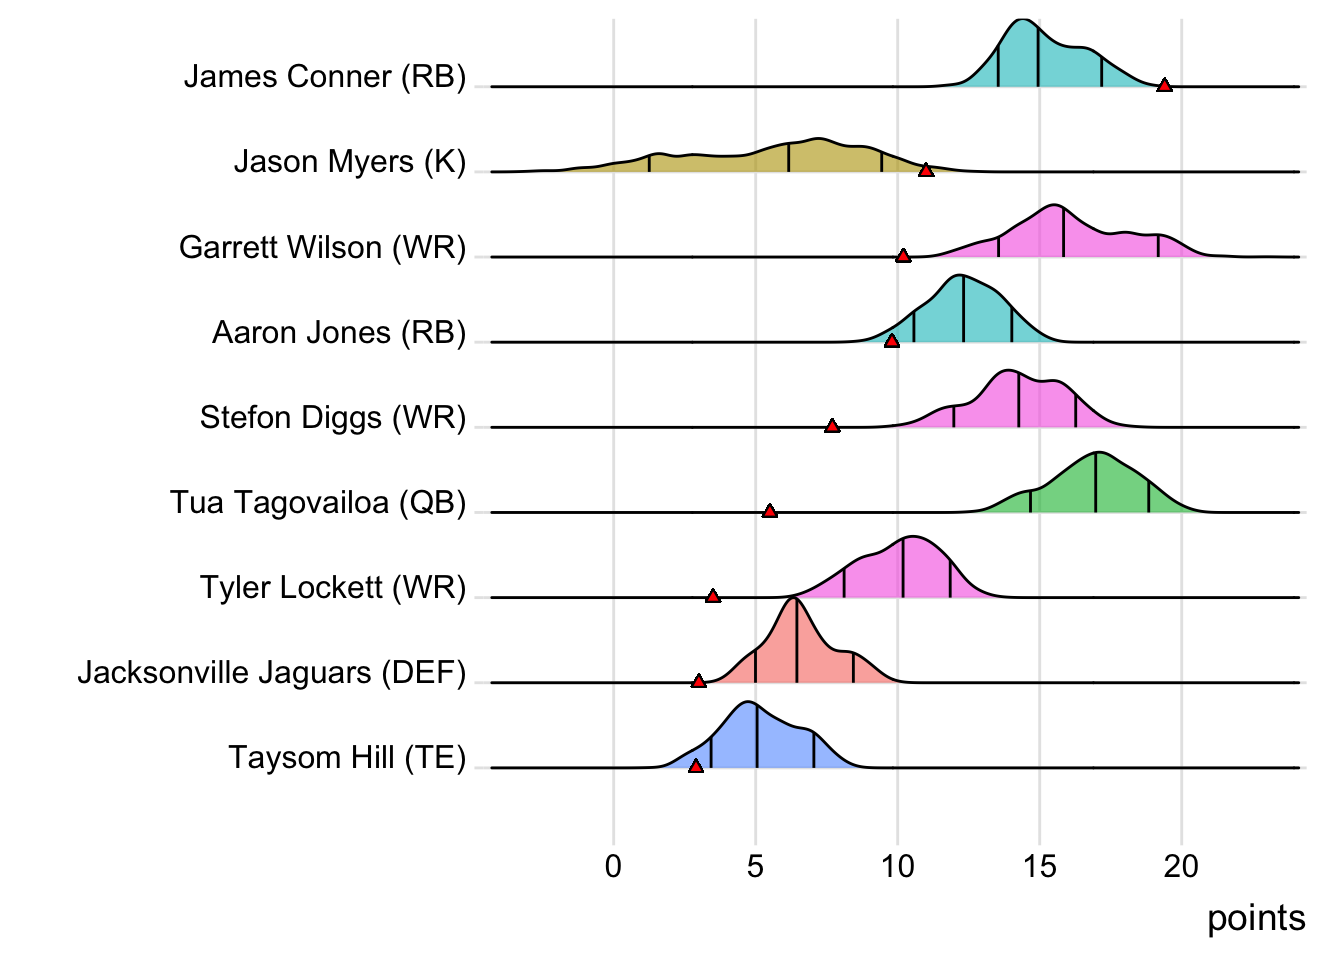 James Conner (RB)
Jason Myers (K)
Garrett Wilson (WR)
Aaron Jones (RB)
Stefon Diggs (WR)
Tua Tagovailoa (QB)
Tyler Lockett (WR)
Jacksonville Jaguars (DEF)
Taysom Hill (TE)
0 5 10 15 20
points